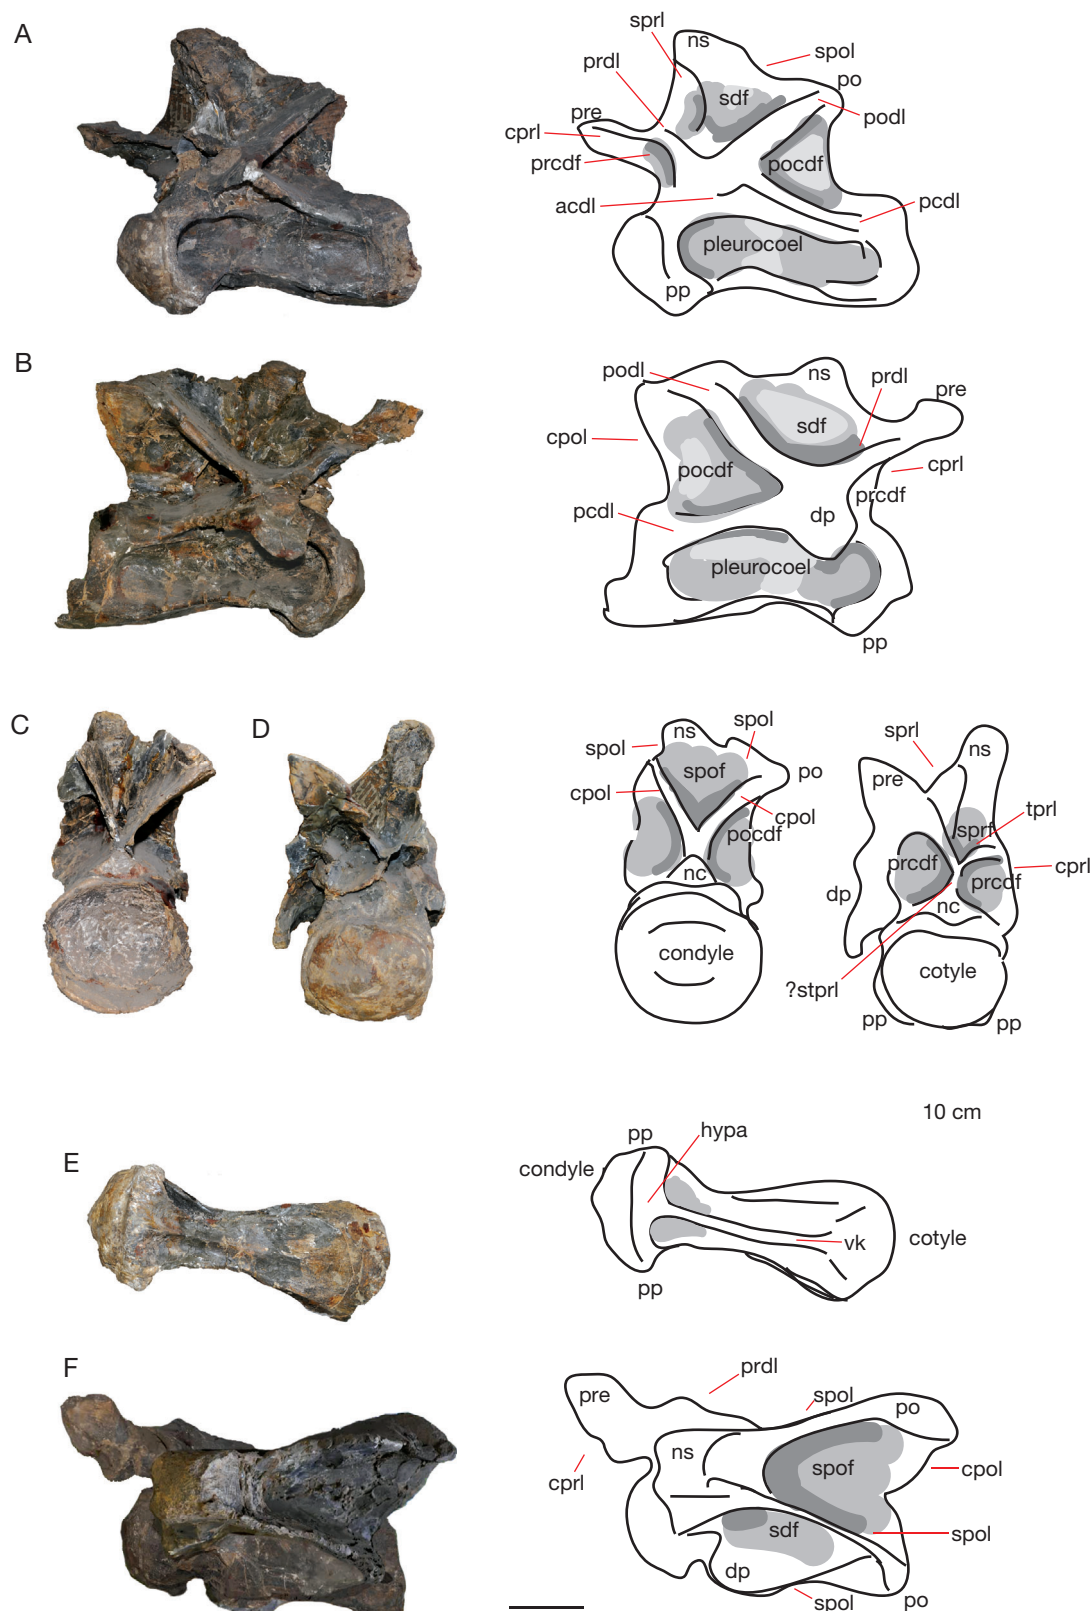 A
sprl
ns
spol
prdl
po
sdf
pre
podl
cprl
prcdf
pocdf
acdl
pcdl
pleurocoel
pp
B
podl
ns
prdl
pre
sdf
cpol
pocdf
cprl
prcdf
pcdl
dp
pleurocoel
pp
C
D
spol
ns
spol
spof
po
cpol
cpol
pocdf
nc
condyle
sprl
ns
pre
tprl
sprf
prcdf
prcdf
cprl
dp
nc
cotyle
?stprl
pp
pp
10 cm
E
pp
hypa
condyle
vk
cotyle
pp
F
prdl
pre
spol
po
ns
spof
cpol
cprl
sdf
spol
dp
po
spol